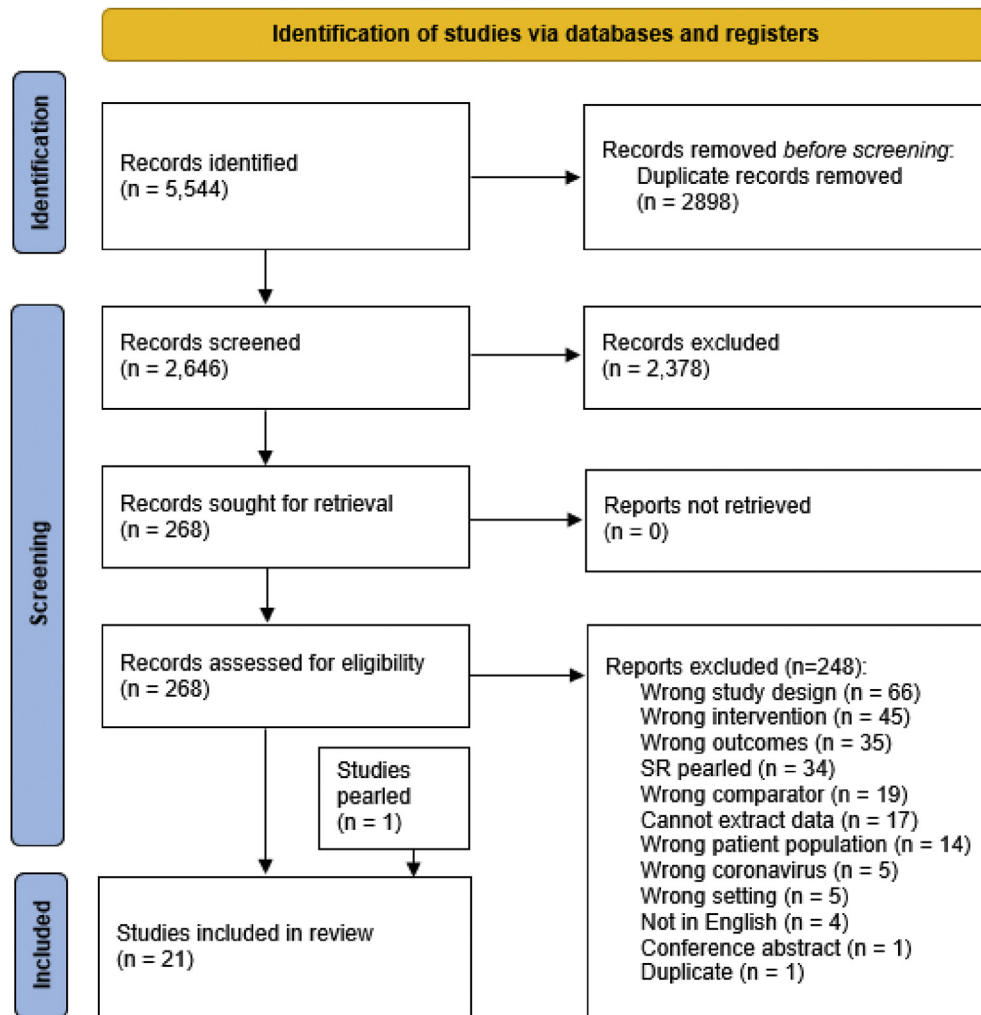 Identification of studies via databases and registers
Identification
Records identified
(n = 5,544)
Records removed before screening:
Duplicate records removed
(n = 2898)
Screening
Records screened
(n = 2,646)
Records excluded
(n = 2,378)
Records sought for retrieval
(n = 268)
Reports not retrieved
(n = 0)
Records assessed for eligibility
(n = 268)
Reports excluded (n=248):
Wrong study design (n = 66)
Wrong intervention (n = 45)
Wrong outcomes (n = 35)
SR pearled (n = 34)
Wrong comparator (n = 19)
Cannot extract data (n = 17)
Wrong patient population (n = 14)
Wrong coronavirus (n = 5)
Wrong setting (n = 5)
Not in English (n = 4)
Conference abstract (n = 1)
Duplicate (n = 1)
Studies
pearled
(n = 1)
Included
Studies included in review
(n = 21)